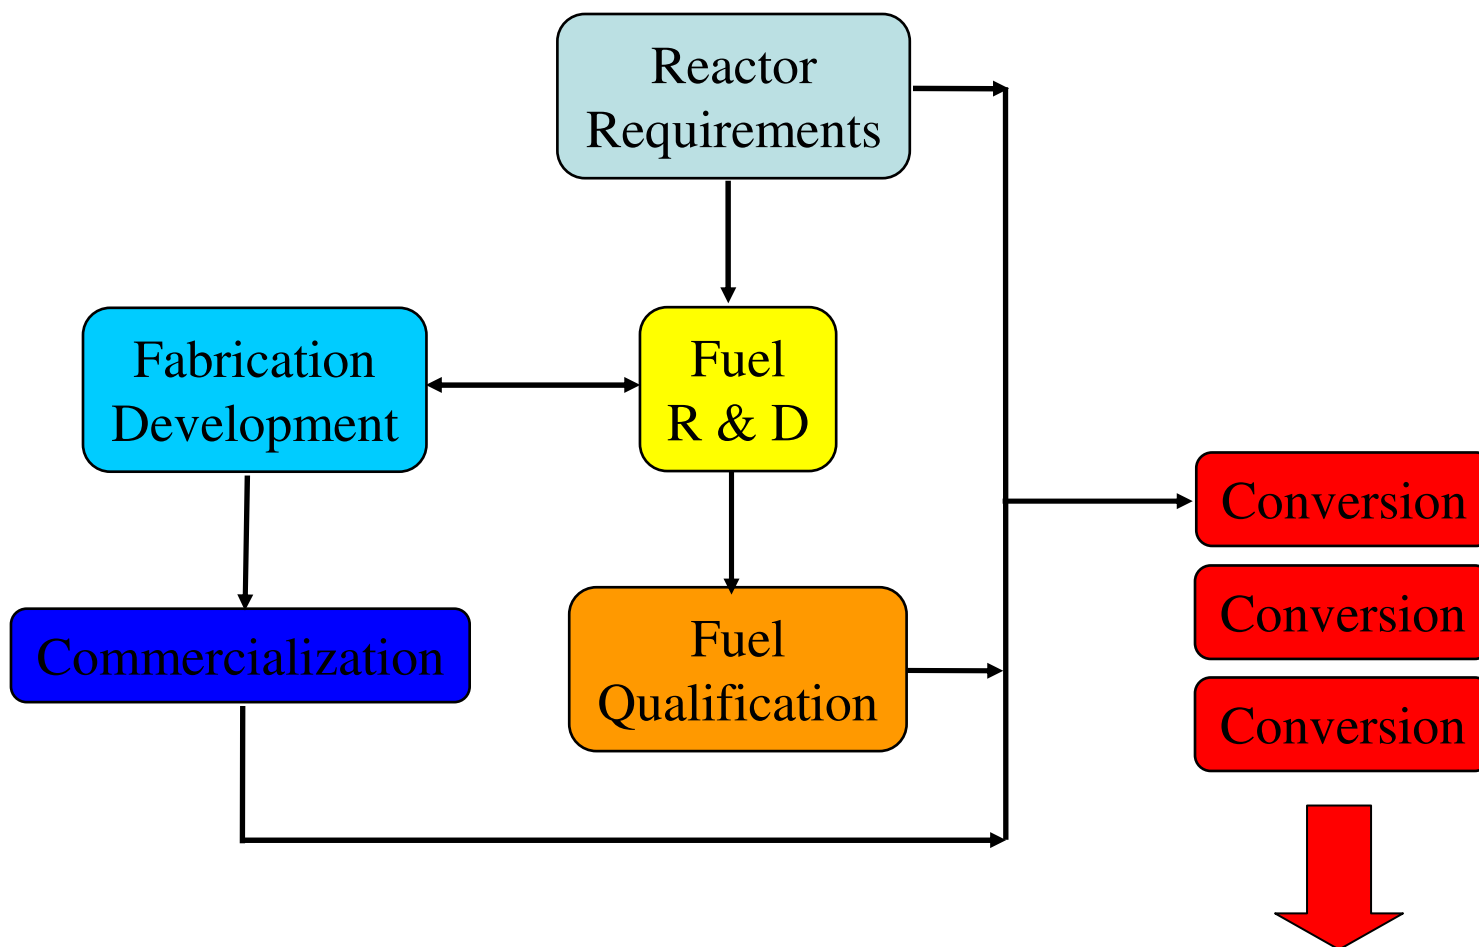 Reactor
Requirements
Fabrication
Development
Fuel
R & D
Conversion
Conversion
Conversion
Commercialization
Fuel
Qualification